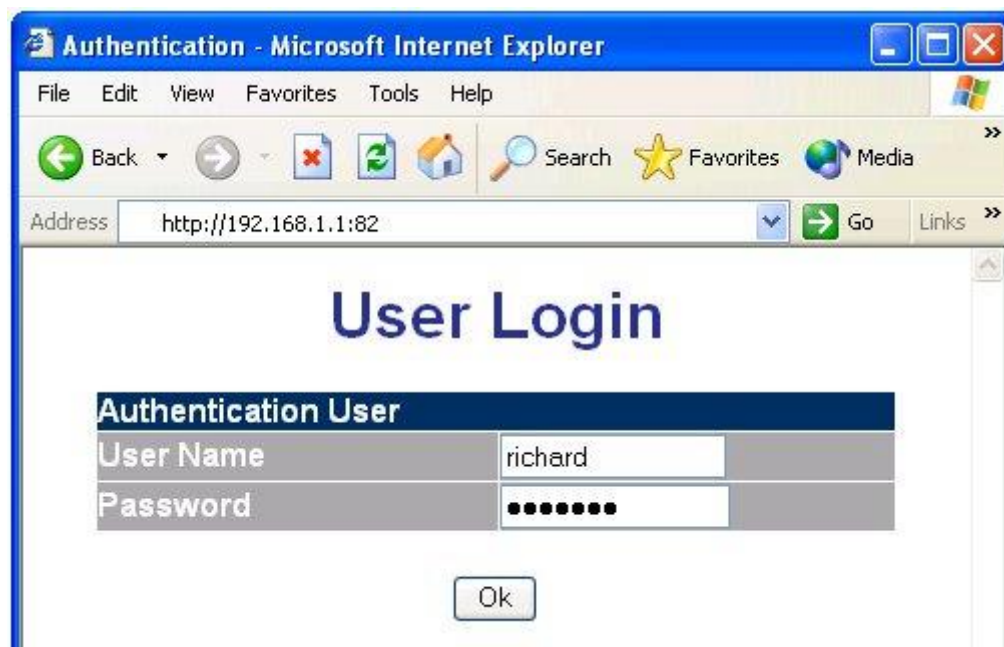 Authentication - Microsoft Internet Explorer
File Edit View Favorites Tools Help
Back Search Favorites Media »
Address http://192.168.1.1:82 Go Links »
User Login
Authentication User
User Name richard
Password •••••••
Ok